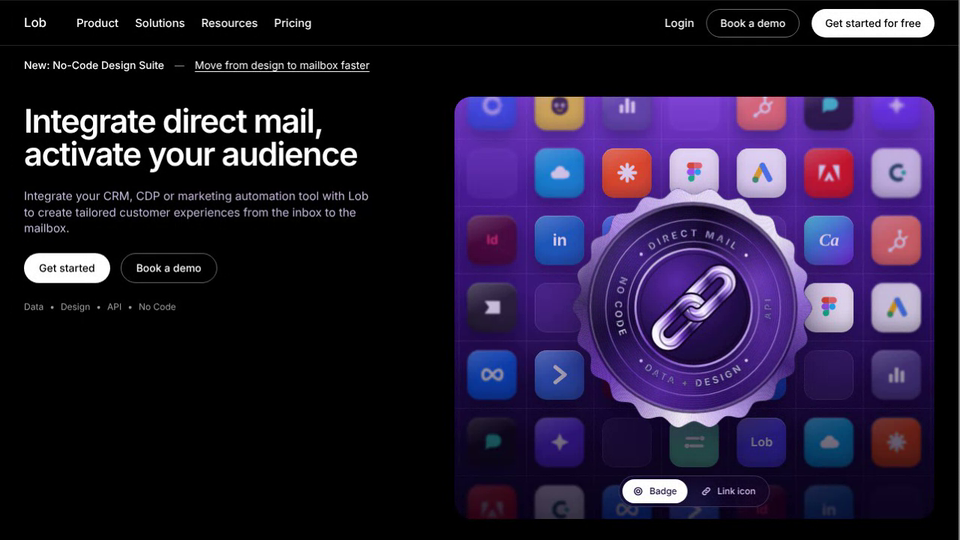 Lob
Product
Solutions
Resources
Pricing
Login
Book a demo
Get started for free
New: No-Code Design Suite — Move from design to mailbox faster
Integrate direct mail,
activate your audience
Integrate your CRM, CDP or marketing automation tool with Lob
to create tailored customer experiences from the inbox to the
mailbox.
Get started
Book a demo
Data • Design • API • No Code
Id
in
Ca
DIRECT MAIL
NO CODE
API
DATA + DESIGN
Lob
Badge
Link icon
Id
in